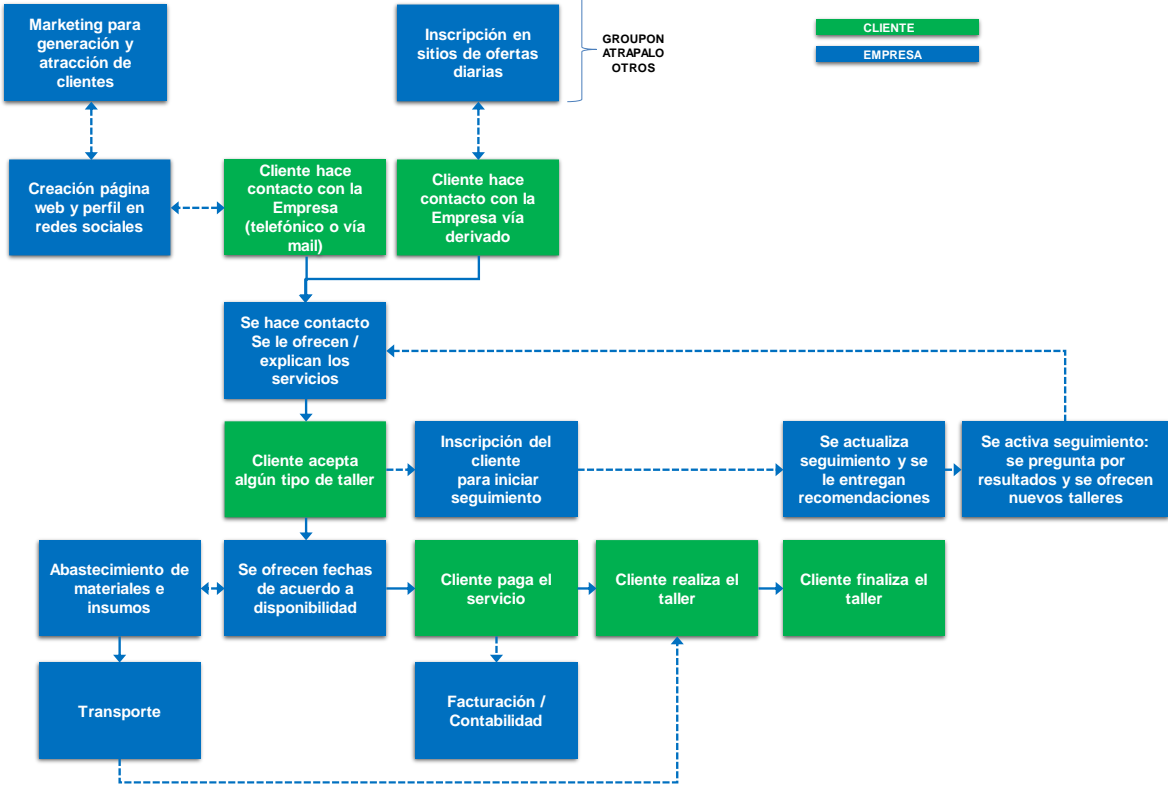 Marketing para
generación y
atracción de
clientes
Inscripción en
sitios de ofertas
diarias
GROUPON
ATRAPALO
OTROS
CLIENTE
EMPRESA
Creación página
web y perfil en
redes sociales
Cliente hace
contacto con la
Empresa
(telefónico o vía
mail)
Cliente hace
contacto con la
Empresa vía
derivado
Se hace contacto
Se le ofrecen /
explican los
servicios
Cliente acepta
algún tipo de taller
Inscripción del
cliente
para iniciar
seguimiento
Se actualiza
seguimiento y se
le entregan
recomendaciones
Se activa seguimiento:
se pregunta por
resultados y se ofrecen
nuevos talleres
Abastecimiento de
materiales e
insumos
Se ofrecen fechas
de acuerdo a
disponibilidad
Cliente paga el
servicio
Cliente realiza el
taller
Cliente finaliza el
taller
Transporte
Facturación /
Contabilidad